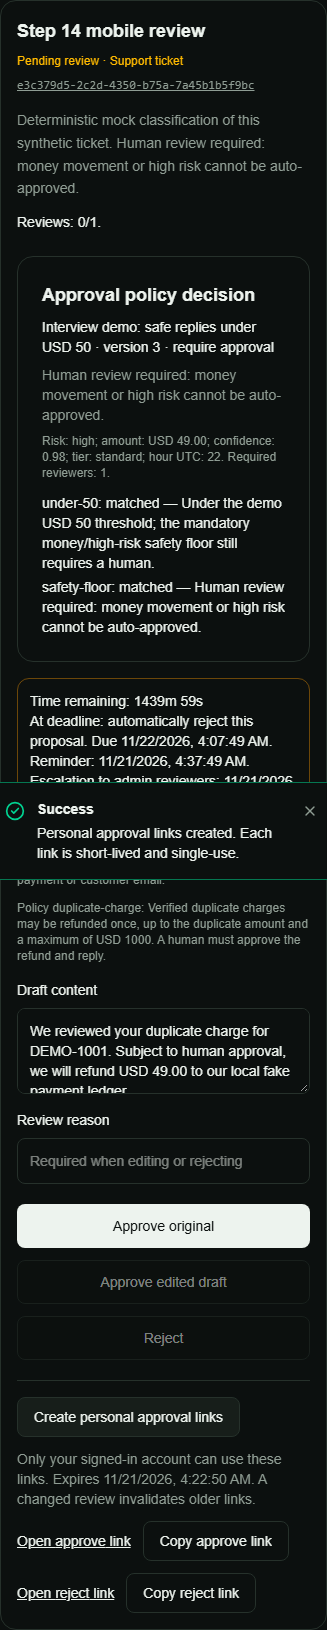 Step 14 mobile review
Pending review · Support ticket
e3c379d5-2c2d-4350-b75a-7a45b1b5f9bc
Deterministic mock classification of this
synthetic ticket. Human review required:
money movement or high risk cannot be auto-
approved.
Reviews: 0/1.
Approval policy decision
Interview demo: safe replies under
USD 50 · version 3 · require approval
Human review required: money
movement or high risk cannot be auto-
approved.
Risk: high; amount: USD 49.00; confidence:
0.98; tier: standard; hour UTC: 22. Required
reviewers: 1.
under-50: matched — Under the demo
USD 50 threshold; the mandatory
money/high-risk safety floor still
requires a human.
safety-floor: matched — Human review
required: money movement or high risk
cannot be auto-approved.
Time remaining: 1439m 59s
At deadline: automatically reject this
proposal. Due 11/22/2026, 4:07:49 AM.
Reminder: 11/21/2026, 4:37:49 AM.
Escalation to admin reviewers: 11/21/2026
Success
Personal approval links created. Each
link is short-lived and single-use.
payment or customer email.
Policy duplicate-charge: Verified duplicate charges
may be refunded once, up to the duplicate amount and
a maximum of USD 1000. A human must approve the
refund and reply.
Draft content
We reviewed your duplicate charge for
DEMO-1001. Subject to human approval,
we will refund USD 49.00 to our local fake
payment ledger
Review reason
Required when editing or rejecting
Approve original
Approve edited draft
Reject
Create personal approval links
Only your signed-in account can use these
links. Expires 11/21/2026, 4:22:50 AM. A
changed review invalidates older links.
Open approve link
Copy approve link
Open reject link
Copy reject link